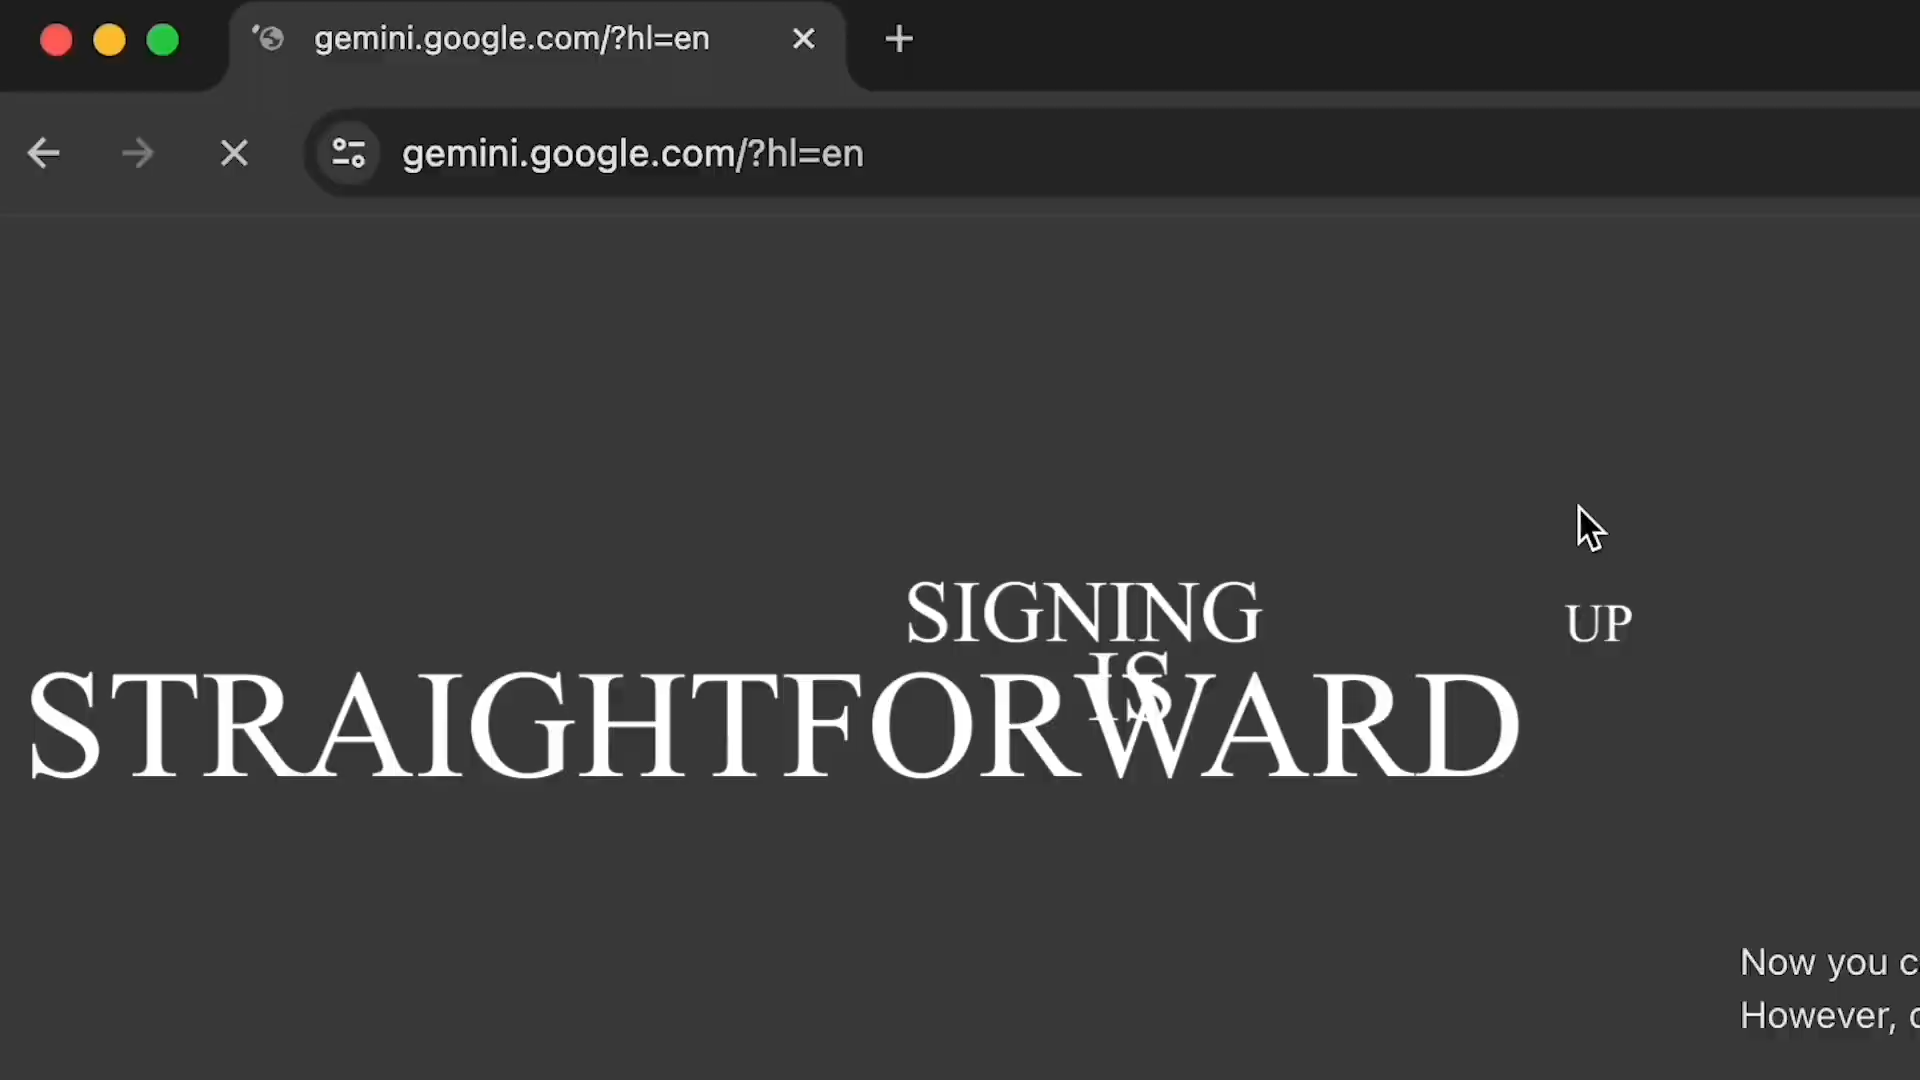 gemini.google.com/?hl=en
gemini.google.com/?hl=en
SIGNING UP
IS
STRAIGHTFORWARD
Now you c
However,